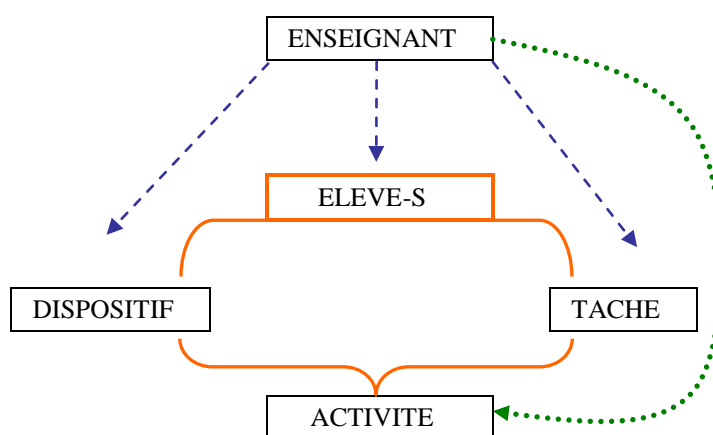 ENSEIGNANT
ELEVE-S
DISPOSITIF
TACHE
ACTIVITE